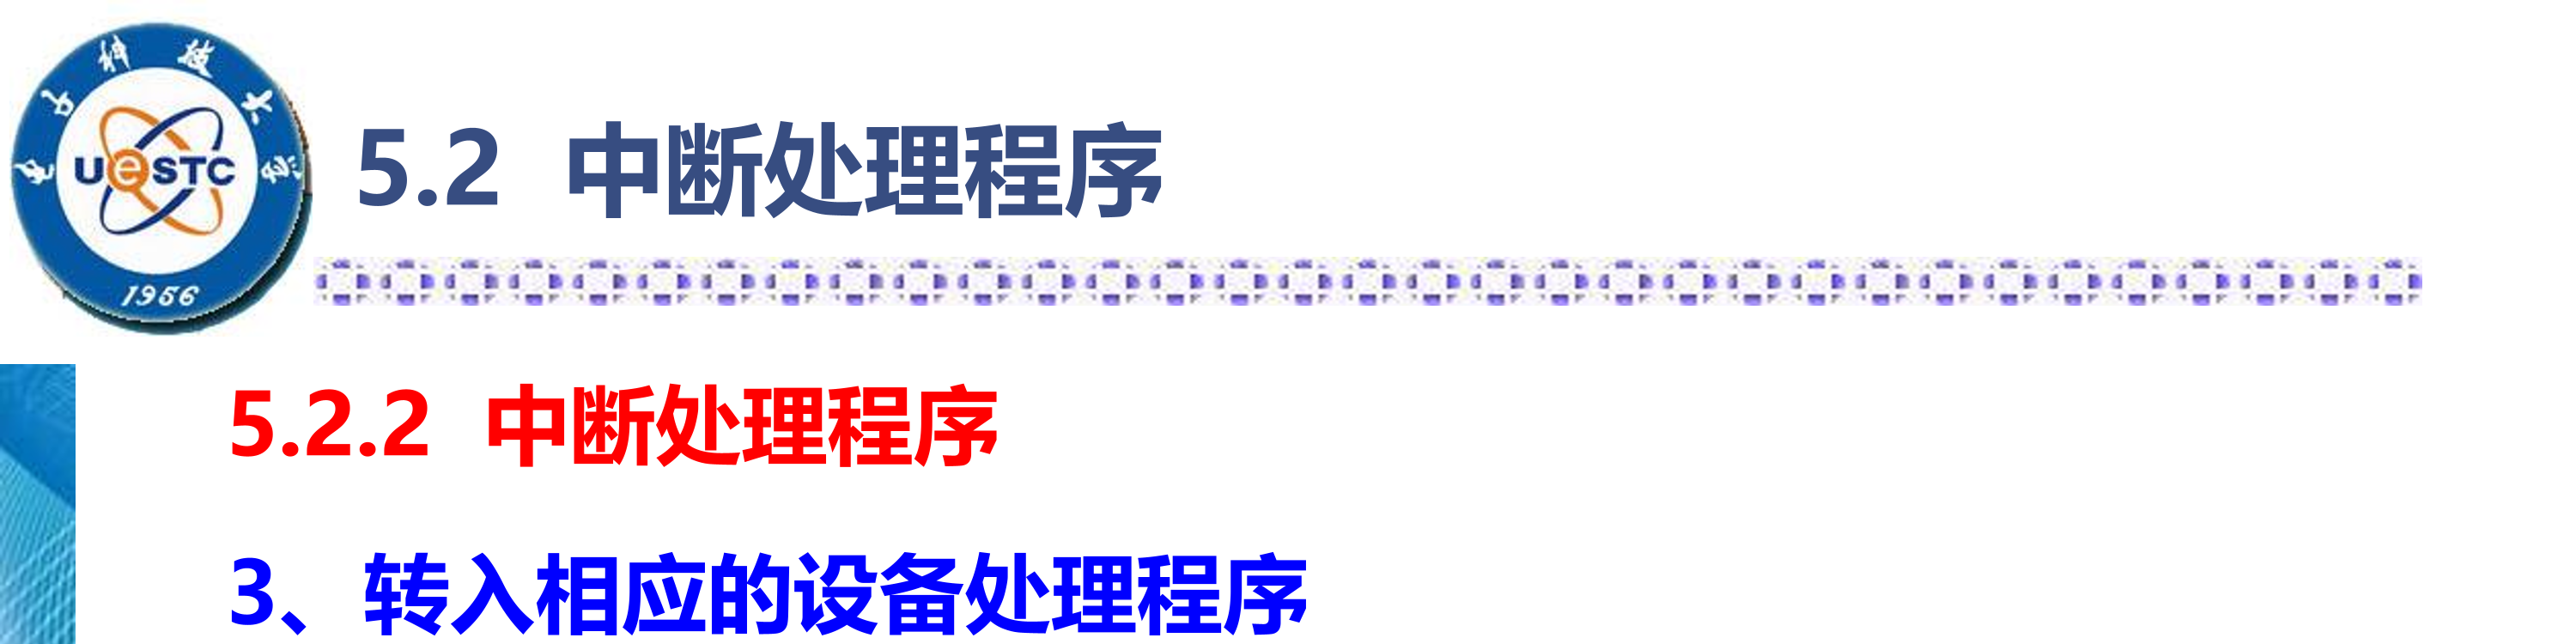 电子科技大学
UeSTC
1956
5.2 中断处理程序
5.2.2 中断处理程序
3、转入相应的设备处理程序